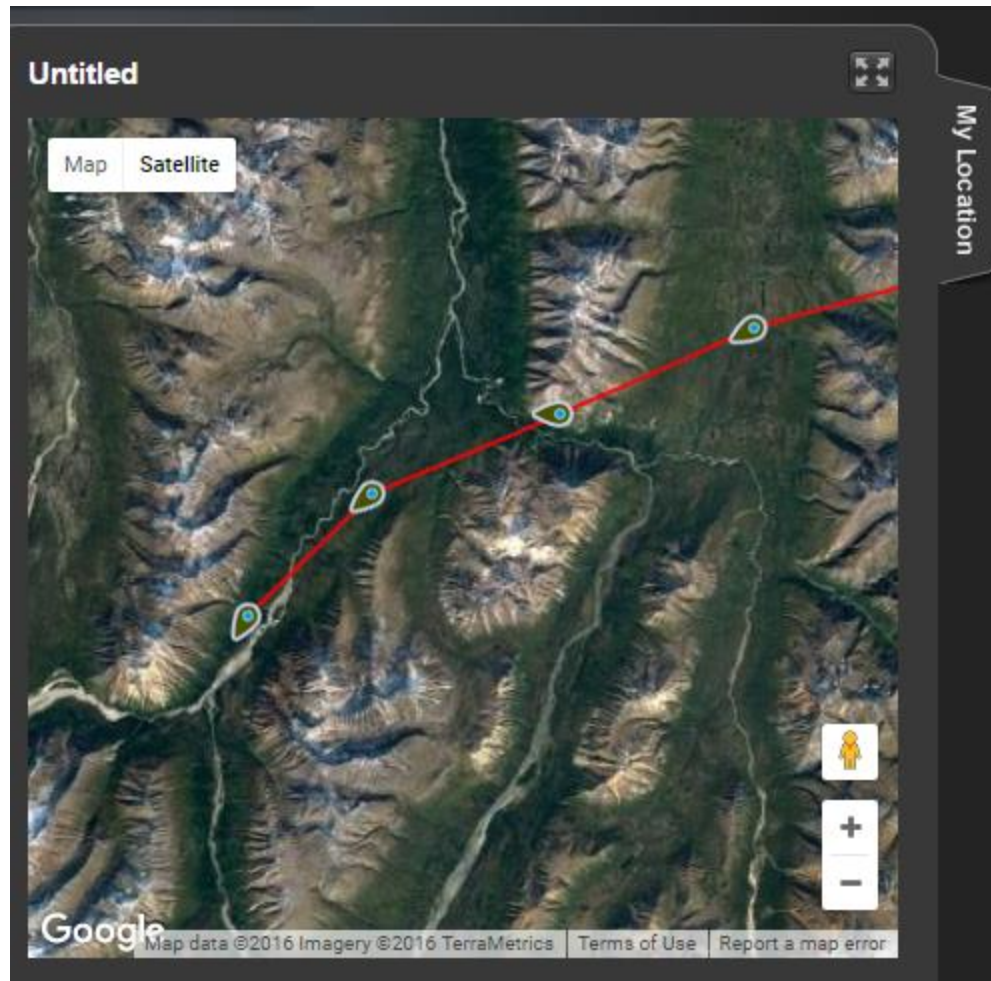 Untitled
My Location
Map Satellite
Google
Map data ©2016 Imagery ©2016 TerraMetrics Terms of Use Report a map error